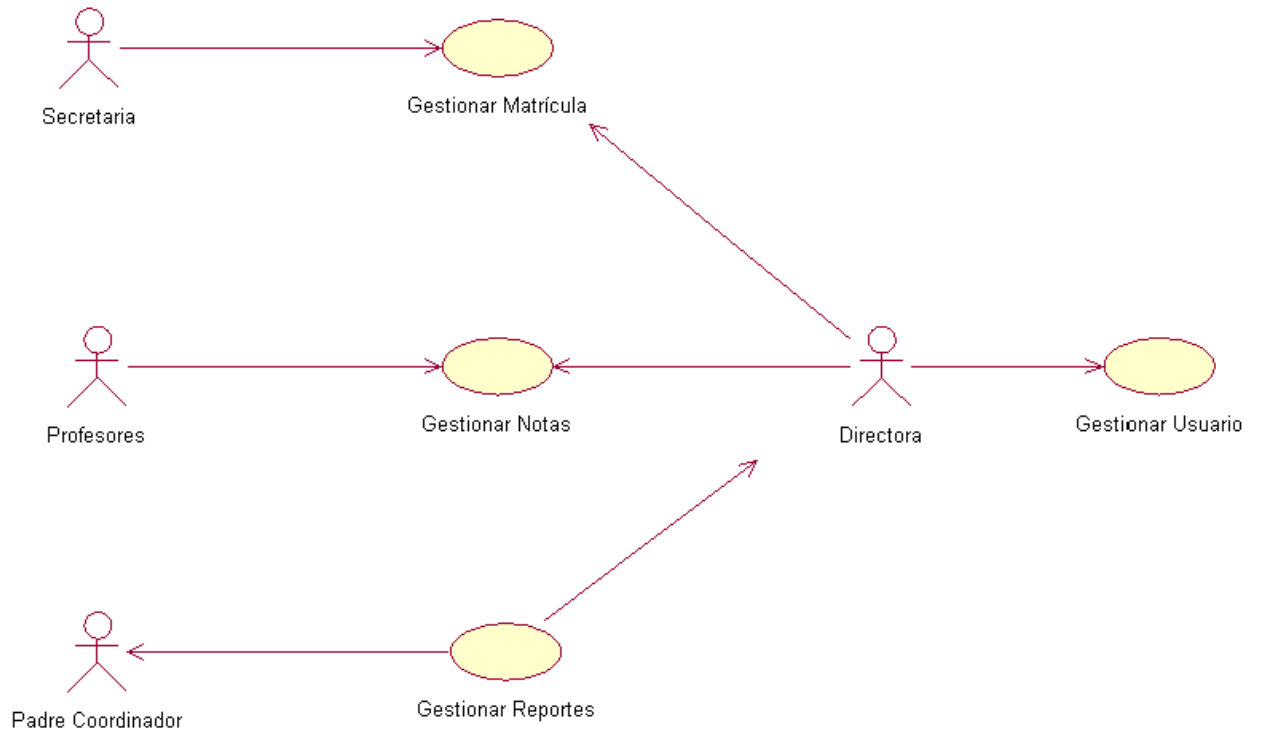 Gestionar Matrícula
Secretaria
Gestionar Notas
Gestionar Usuario
Profesores
Directora
Gestionar Reportes
Padre Coordinador